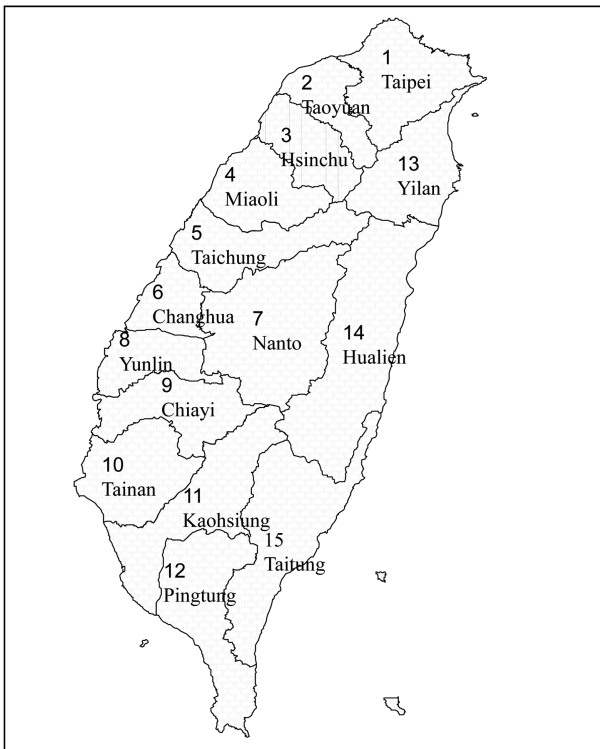 1
Taipei
2
Taoyuan
3
Hsinchu
13
Yilan
4
Miaoli
5
Taichung
6
Changhua
7
Nanto
14
Hualien
8
Yunlin
9
Chiayi
10
Tainan
11
Kaohsiung
15
Taitung
12
Pingtung